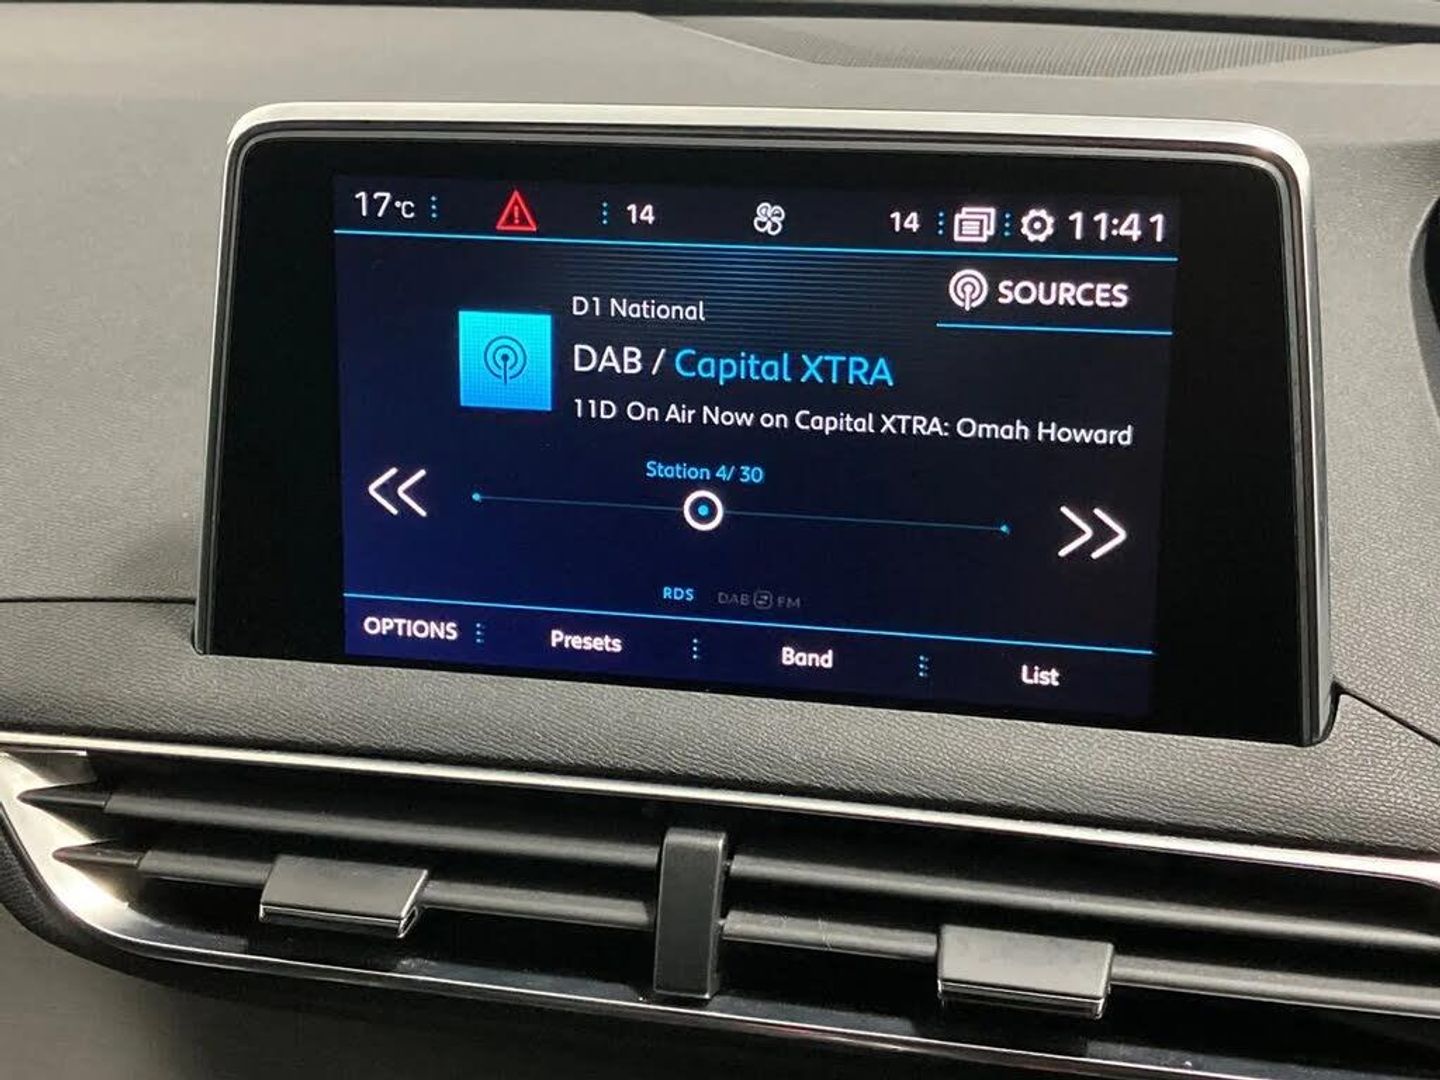 17°C 14 14 11:41
SOURCES
D1 National
DAB / Capital XTRA
11D On Air Now on Capital XTRA: Omah Howard
Station 4/ 30
RDS DAB FM
OPTIONS Presets Band List